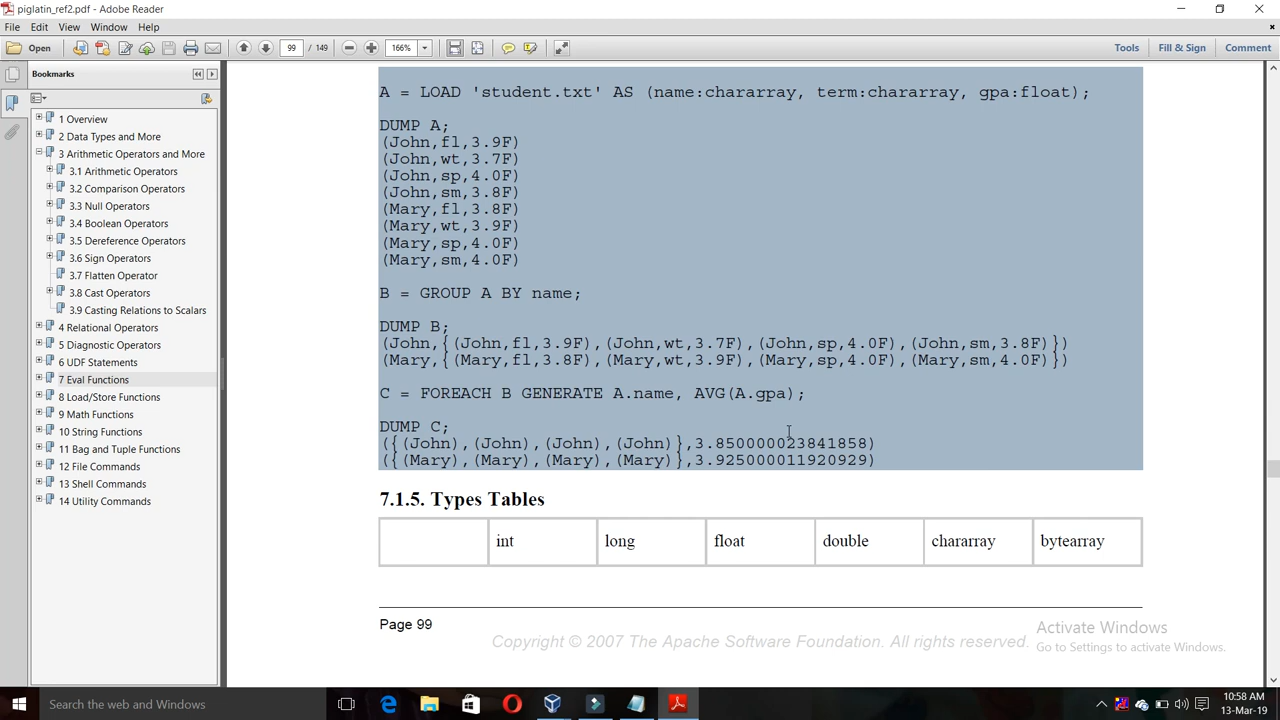 piglatin_ref2.pdf - Adobe Reader
File Edit View Window Help
Open 99 / 149 166% Tools Fill & Sign Comment
Bookmarks
1 Overview
2 Data Types and More
3 Arithmetic Operators and More
3.1 Arithmetic Operators
3.2 Comparison Operators
3.3 Null Operators
3.4 Boolean Operators
3.5 Dereference Operators
3.6 Sign Operators
3.7 Flatten Operator
3.8 Cast Operators
3.9 Casting Relations to Scalars
4 Relational Operators
5 Diagnostic Operators
6 UDF Statements
7 Eval Functions
8 Load/Store Functions
9 Math Functions
10 String Functions
11 Bag and Tuple Functions
12 File Commands
13 Shell Commands
14 Utility Commands
A = LOAD 'student.txt' AS (name:chararray, term:chararray, gpa:float);
DUMP A;
(John,fl,3.9F)
(John,wt,3.7F)
(John,sp,4.0F)
(John,sm,3.8F)
(Mary,fl,3.8F)
(Mary,wt,3.9F)
(Mary,sp,4.0F)
(Mary,sm,4.0F)
B = GROUP A BY name;
DUMP B;
(John,{(John,fl,3.9F),(John,wt,3.7F),(John,sp,4.0F),(John,sm,3.8F)})
(Mary,{(Mary,fl,3.8F),(Mary,wt,3.9F),(Mary,sp,4.0F),(Mary,sm,4.0F)})
C = FOREACH B GENERATE A.name, AVG(A.gpa);
DUMP C;
({(John),(John),(John),(John)},3.850000023841858)
({(Mary),(Mary),(Mary),(Mary)},3.925000011920929)
7.1.5. Types Tables
int long float double chararray bytearray
Page 99
Copyright © 2007 The Apache Software Foundation. All rights reserved.
Activate Windows
Go to Settings to activate Windows.
Search the web and Windows
10:58 AM
13-Mar-19